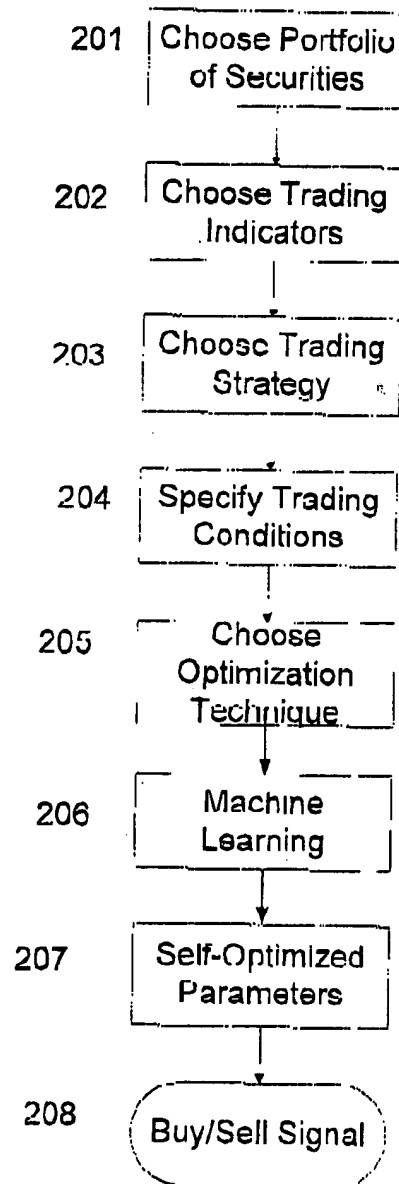 201
Choose Portfolio
of Securities
202
Choose Trading
Indicators
203
Choose Trading
Strategy
204
Specify Trading
Conditions
205
Choose
Optimization
Technique
206
Machine
Learning
207
Self-Optimized
Parameters
208
Buy/Sell Signal